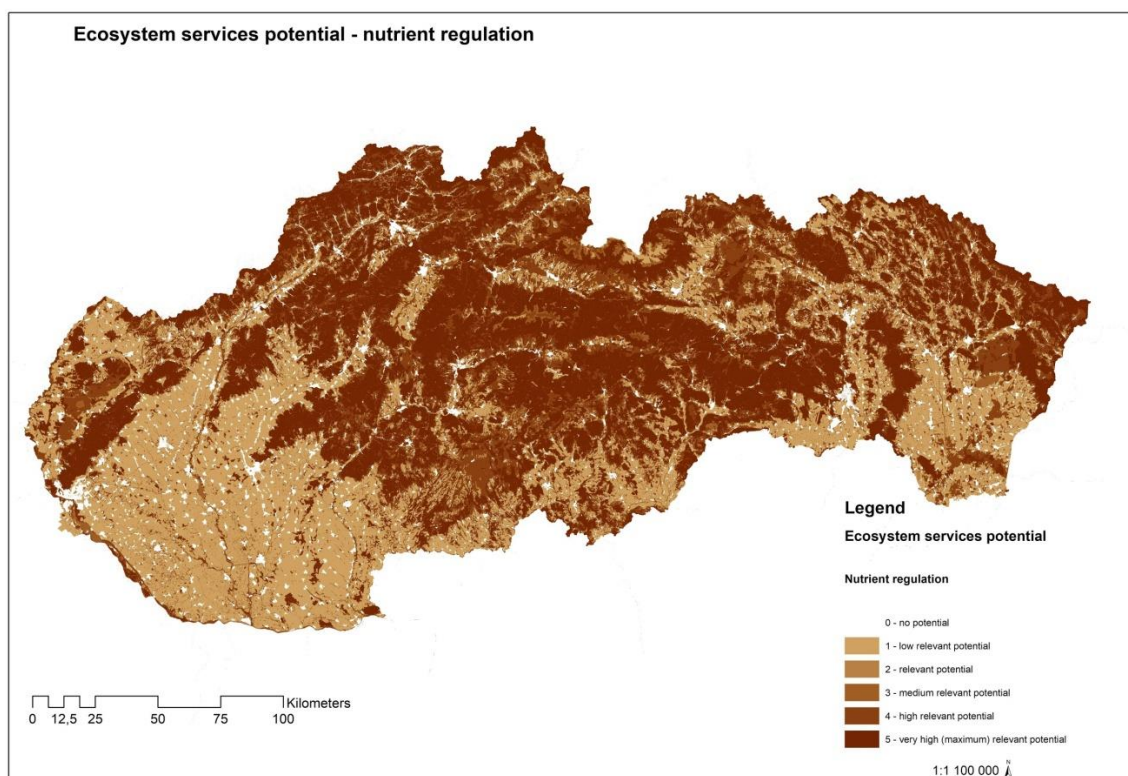 Ecosystem services potential - nutrient regulation
Legend
Ecosystem services potential
Nutrient regulation
0 - no potential
1 - low relevant potential
2 - relevant potential
3 - medium relevant potential
4 - high relevant potential
5 - very high (maximum) relevant potential
Kilometers
0 12,5 25 50 75 100
1:1 100 000
N